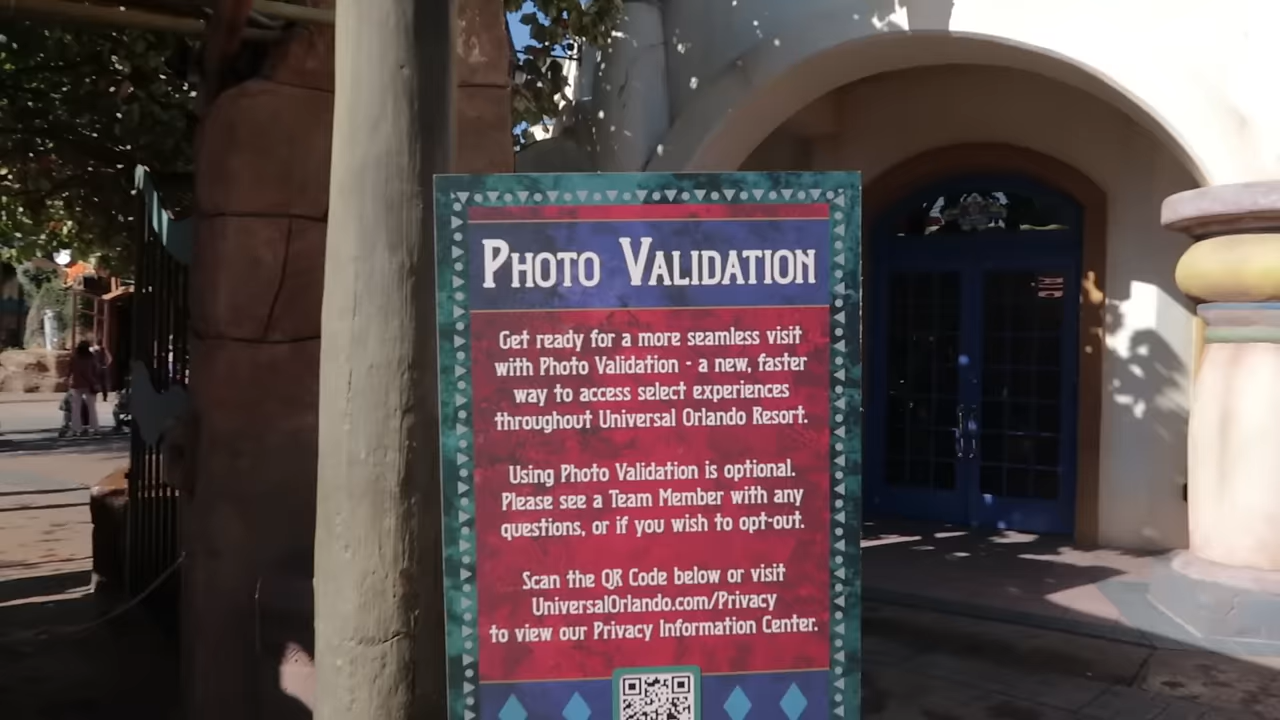 Photo Validation
Get ready for a more seamless visit
with Photo Validation - a new, faster
way to access select experiences
throughout Universal Orlando Resort.
Using Photo Validation is optional.
Please see a Team Member with any
questions, or if you wish to opt-out.
Scan the QR Code below or visit
UniversalOrlando.com/Privacy
to view our Privacy Information Center.